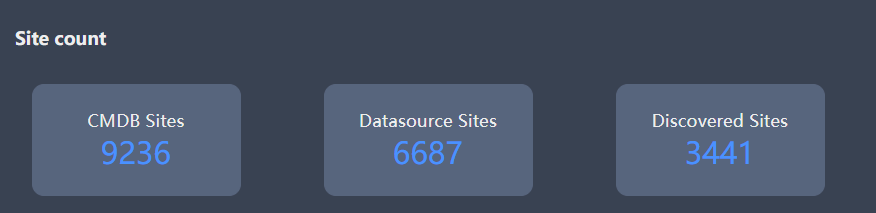 Site count
CMDB Sites
9236
Datasource Sites
6687
Discovered Sites
3441